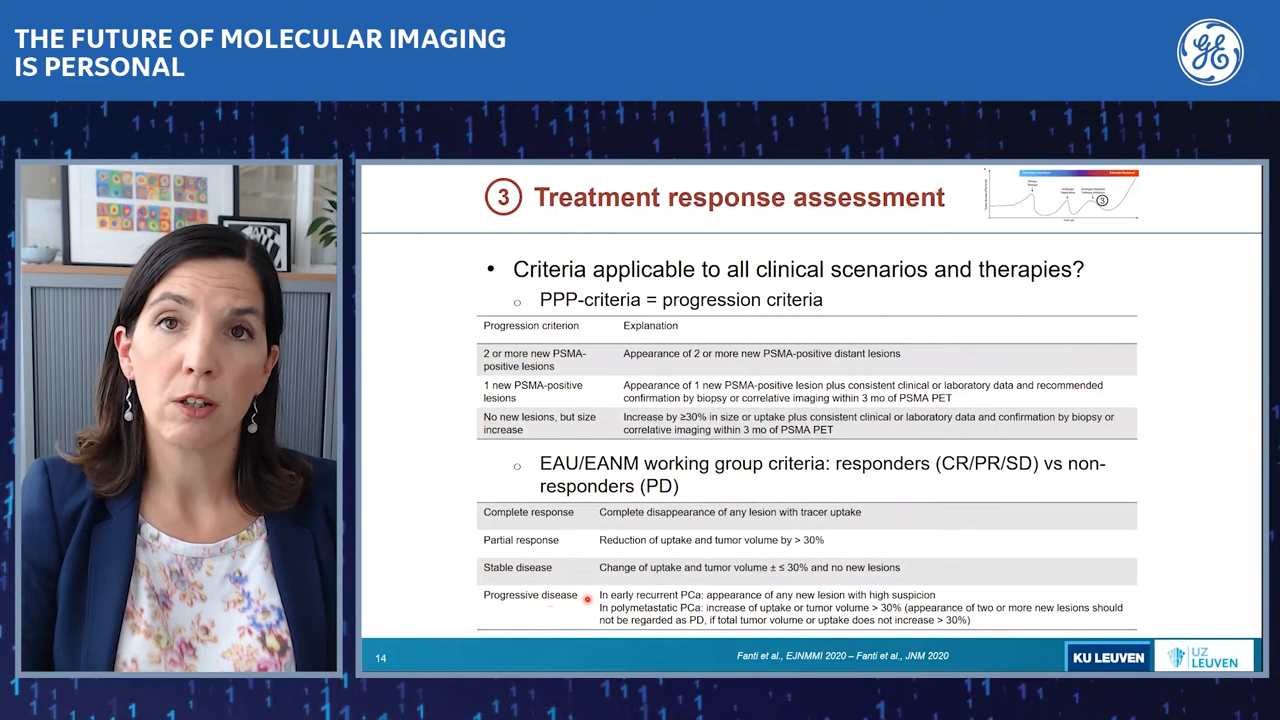 THE FUTURE OF MOLECULAR IMAGING
IS PERSONAL
3 Treatment response assessment
3
• Criteria applicable to all clinical scenarios and therapies?
o PPP-criteria = progression criteria
Progression criterion Explanation
2 or more new PSMA- Appearance of 2 or more new PSMA-positive distant lesions
positive lesions
1 new PSMA-positive Appearance of 1 new PSMA-positive lesion plus consistent clinical or laboratory data and recommended
lesions confirmation by biopsy or correlative imaging within 3 mo of PSMA PET
No new lesions, but size Increase by ≥30% in size or uptake plus consistent clinical or laboratory data and confirmation by biopsy or
increase correlative imaging within 3 mo of PSMA PET
o EAU/EANM working group criteria: responders (CR/PR/SD) vs non-
responders (PD)
Complete response Complete disappearance of any lesion with tracer uptake
Partial response Reduction of uptake and tumor volume by > 30%
Stable disease Change of uptake and tumor volume ± ≤ 30% and no new lesions
Progressive disease In early recurrent PCa: appearance of any new lesion with high suspicion
In polymetastatic PCa: increase of uptake or tumor volume > 30% (appearance of two or more new lesions should
not be regarded as PD, if total tumor volume or uptake does not increase > 30%)
14
Fanti et al., EJNMMI 2020 – Fanti et al., JNM 2020
KU LEUVEN
UZ
LEUVEN